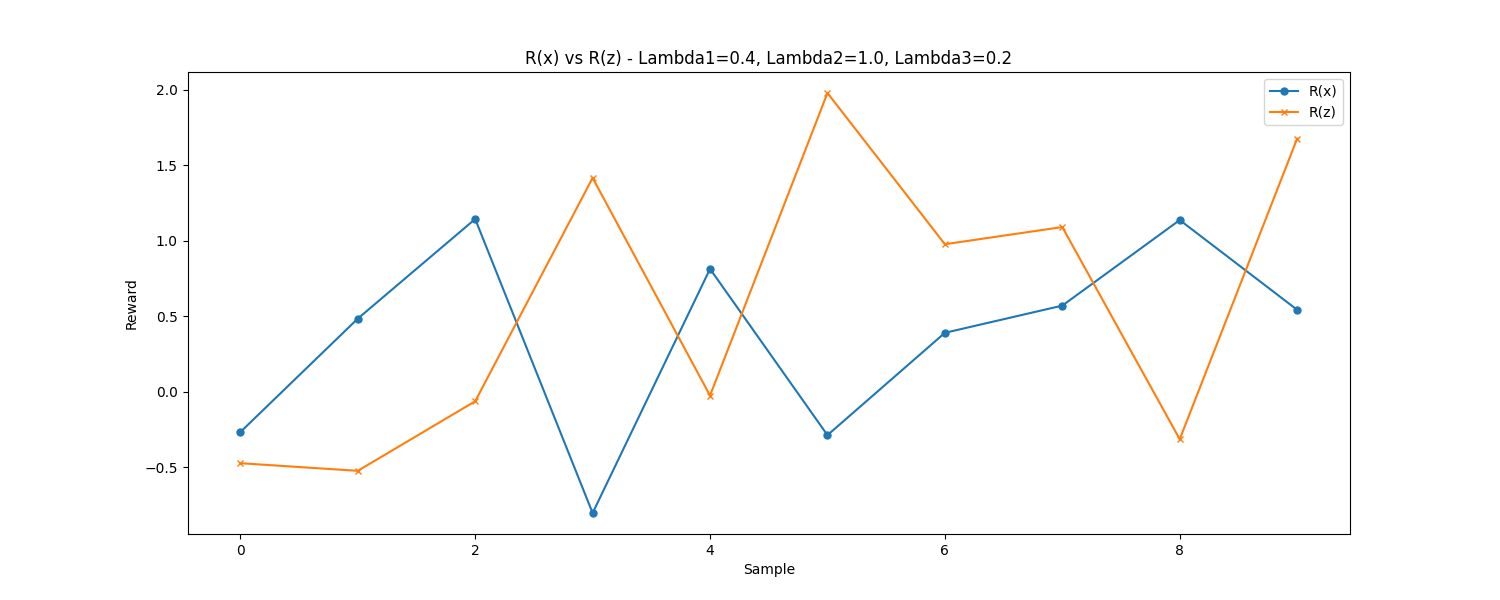 R(x) vs R(z) - Lambda1=0.4, Lambda2=1.0, Lambda3=0.2
R(x)
R(z)
2.0
1.5
1.0
0.5
0.0
−0.5
Reward
0 2 4 6 8
Sample